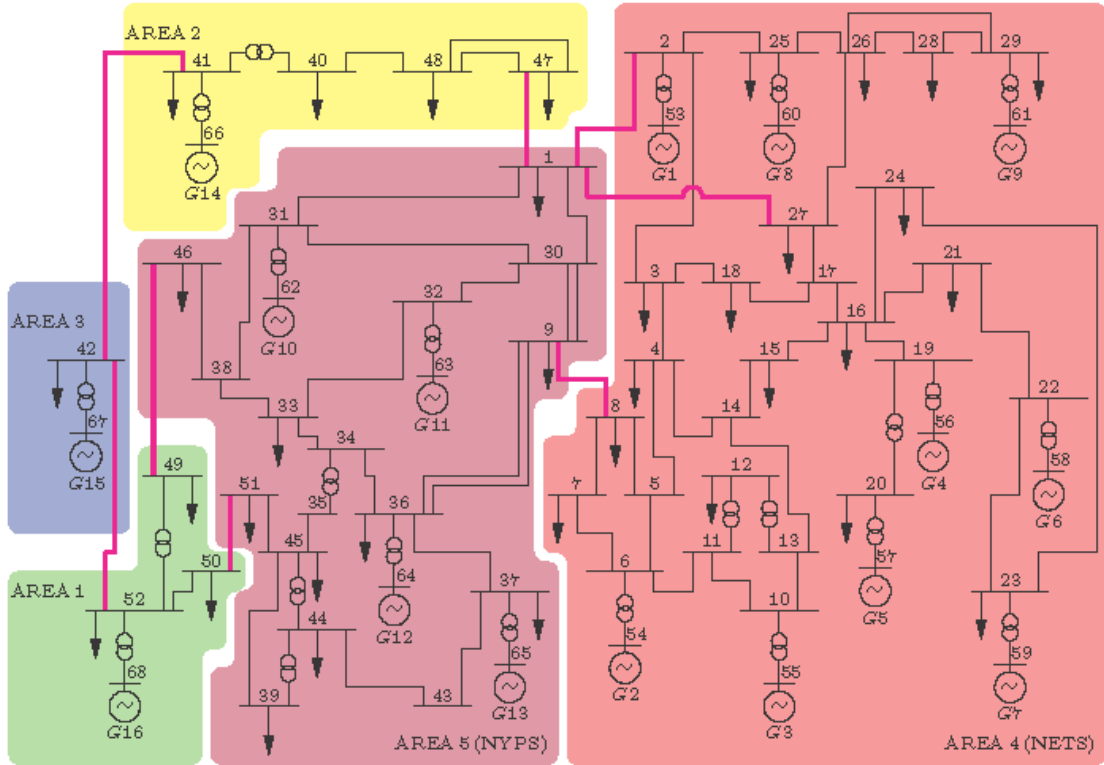 2 25 26 28 29
AREA 2
41 40 48 47
53 60 61
66 G1 G8 G9
1
G14 24
31 27
46 30 21
3 18 17
62 32
AREA 3 16
G10 9
42 63 4 15 19
38 22
G11 8 14
33
67 56
34 58
G15 49 51 12 G4
35 36 7 5 20 G6
45 11 13 57
50 64 6
AREA 1 37 23
52 10 G5
44 G12 54
68 65 55 59
39 43 G2
G16 G13 G3 G7
AREA 5 (NYPS) AREA 4 (NETS)